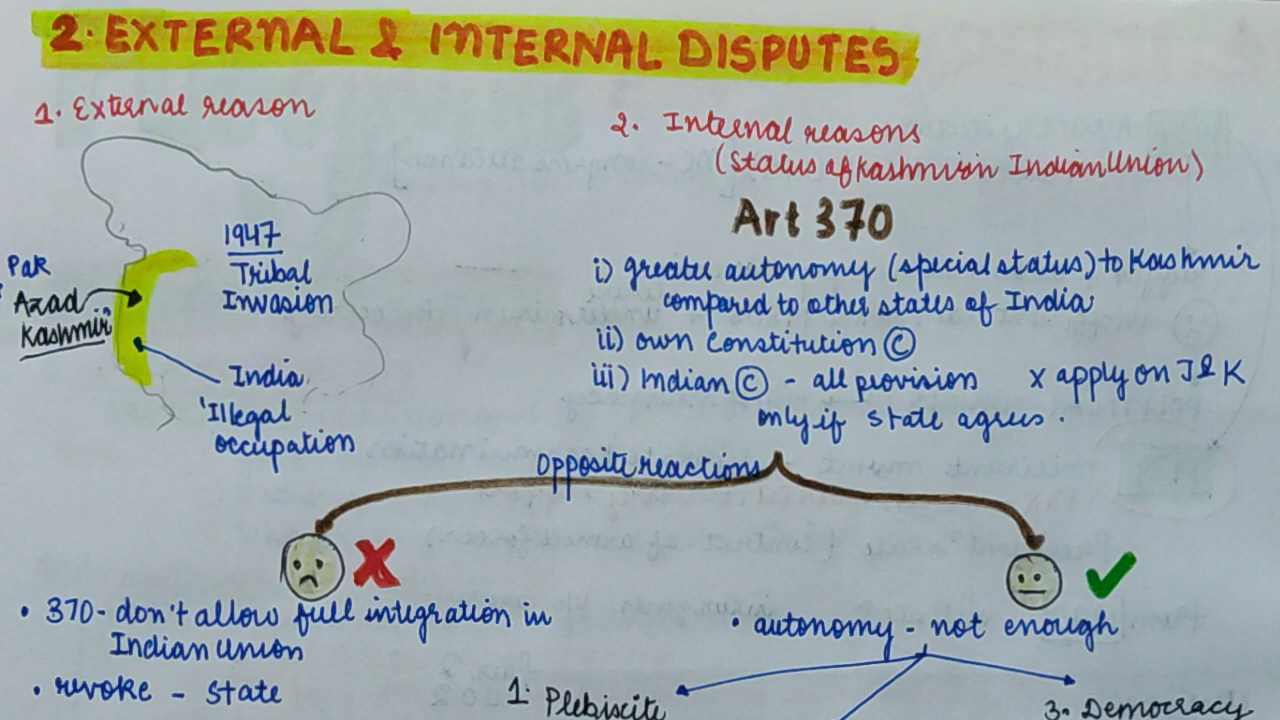 2. EXTERNAL & INTERNAL DISPUTES
1. External reason
1947
Tribal
Invasion
Pak
Azad
Kashmir"
India
'Illegal
occupation
2. Internal reasons
(Status of Kashmir in Indian Union)
Art 370
i) greater autonomy (special status) to Kashmir
compared to other states of India
ii) own Constitution ©
iii) Indian © - all provision x apply on J&K
only if state agrees.
Opposite reactions
• 370 - don't allow full integration in
Indian Union
• revoke - State
• autonomy - not enough
1. Plebiscite
3. Democracy